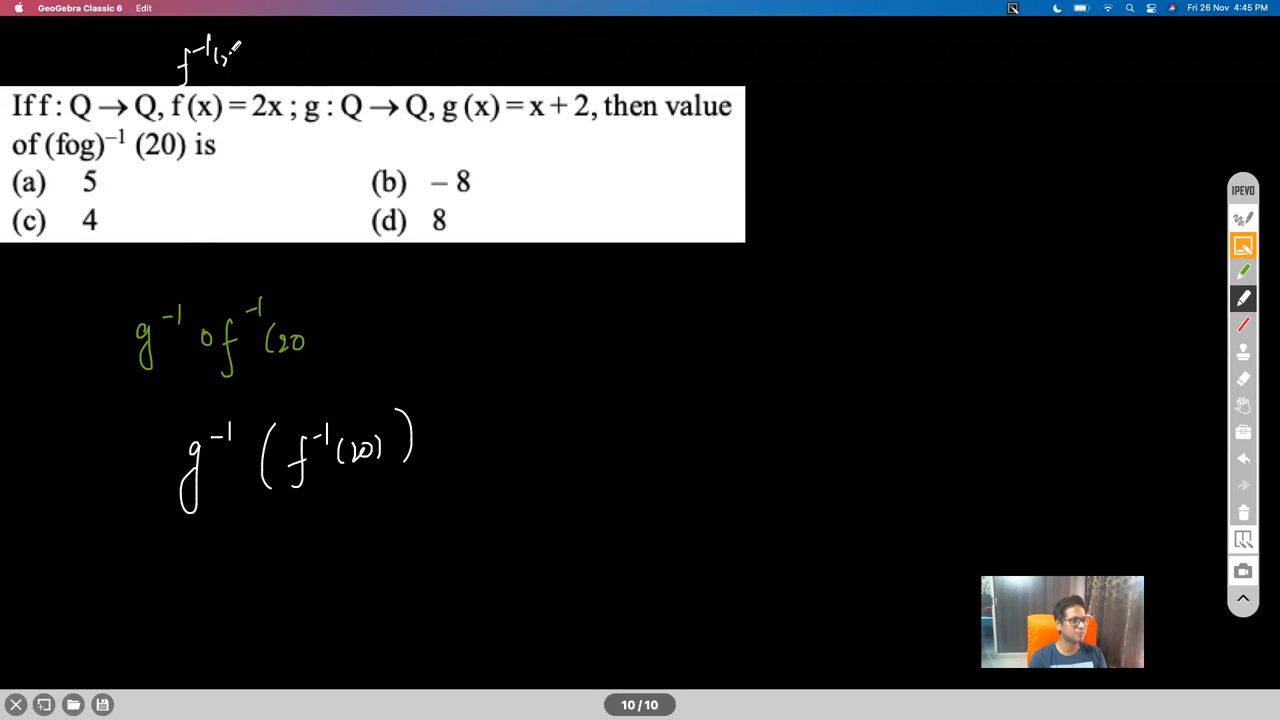 GeoGebra Classic 6 Edit Fri 26 Nov 4:45 PM
f⁻¹(
If f : Q → Q, f (x) = 2x ; g : Q → Q, g (x) = x + 2, then value
of (fog)⁻¹ (20) is
(a) 5 (b) – 8
(c) 4 (d) 8
g⁻¹ o f⁻¹ (20
g⁻¹ ( f⁻¹ (20) )
IPEVO
10 / 10